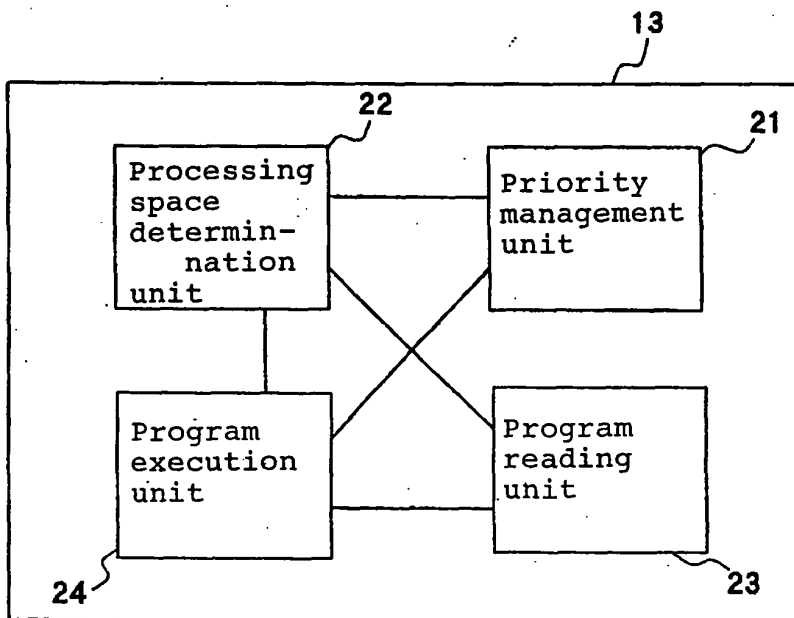 13
22
21
Processing
space
determin-
nation
unit
Priority
management
unit
Program
execution
unit
Program
reading
unit
24
23